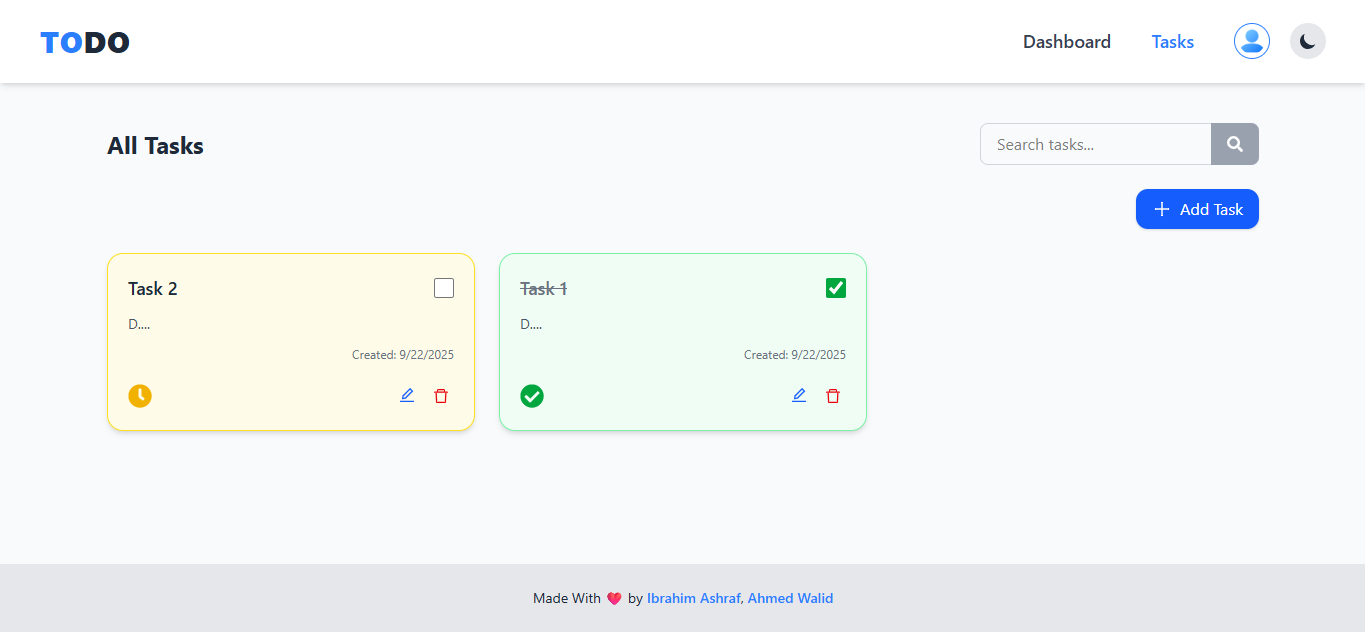 TODO
Dashboard
Tasks
All Tasks
Search tasks...
Add Task
Task 2
D....
Created: 9/22/2025
Task 1
D....
Created: 9/22/2025
Made With ❤️ by Ibrahim Ashraf, Ahmed Walid